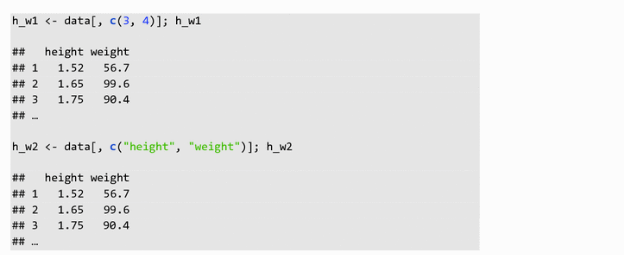 h_w1 <- data[, c(3, 4)]; h_w1
##   height weight
## 1   1.52   56.7
## 2   1.65   99.6
## 3   1.75   90.4
## …
h_w2 <- data[, c("height", "weight")]; h_w2
##   height weight
## 1   1.52   56.7
## 2   1.65   99.6
## 3   1.75   90.4
## …